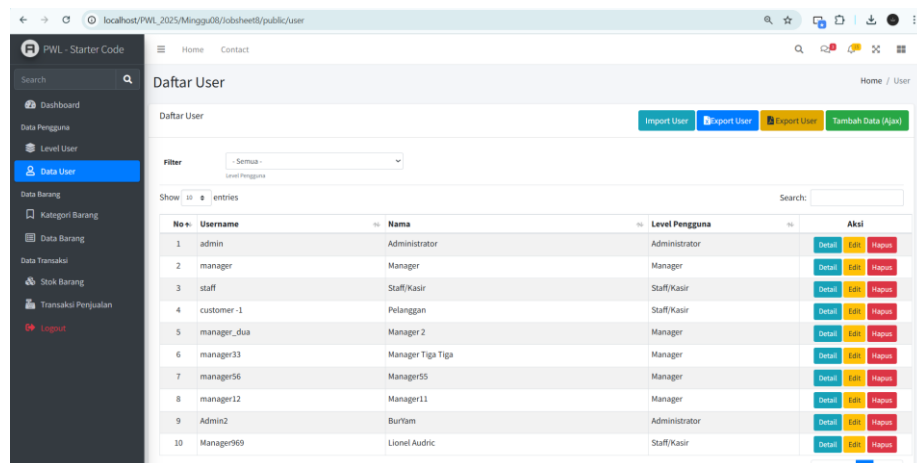 localhost/PWL_2025/Minggu08/Jobsheet8/public/user
PWL - Starter Code
Home Contact
Search
Dashboard
Data Pengguna
Level User
Data User
Data Barang
Kategori Barang
Data Barang
Data Transaksi
Stok Barang
Transaksi Penjualan
Logout
Daftar User
Home / User
Daftar User
Import User Export User Export User Tambah Data (Ajax)
Filter - Semua -
Level Pengguna
Show 10 entries Search:
No Username Nama Level Pengguna Aksi
1 admin Administrator Administrator Detail Edit Hapus
2 manager Manager Manager Detail Edit Hapus
3 staff Staff/Kasir Staff/Kasir Detail Edit Hapus
4 customer-1 Pelanggan Staff/Kasir Detail Edit Hapus
5 manager_dua Manager 2 Manager Detail Edit Hapus
6 manager33 Manager Tiga Tiga Manager Detail Edit Hapus
7 manager56 Manager55 Manager Detail Edit Hapus
8 manager12 Manager11 Manager Detail Edit Hapus
9 Admin2 BurYam Administrator Detail Edit Hapus
10 Manager969 Lionel Audric Staff/Kasir Detail Edit Hapus